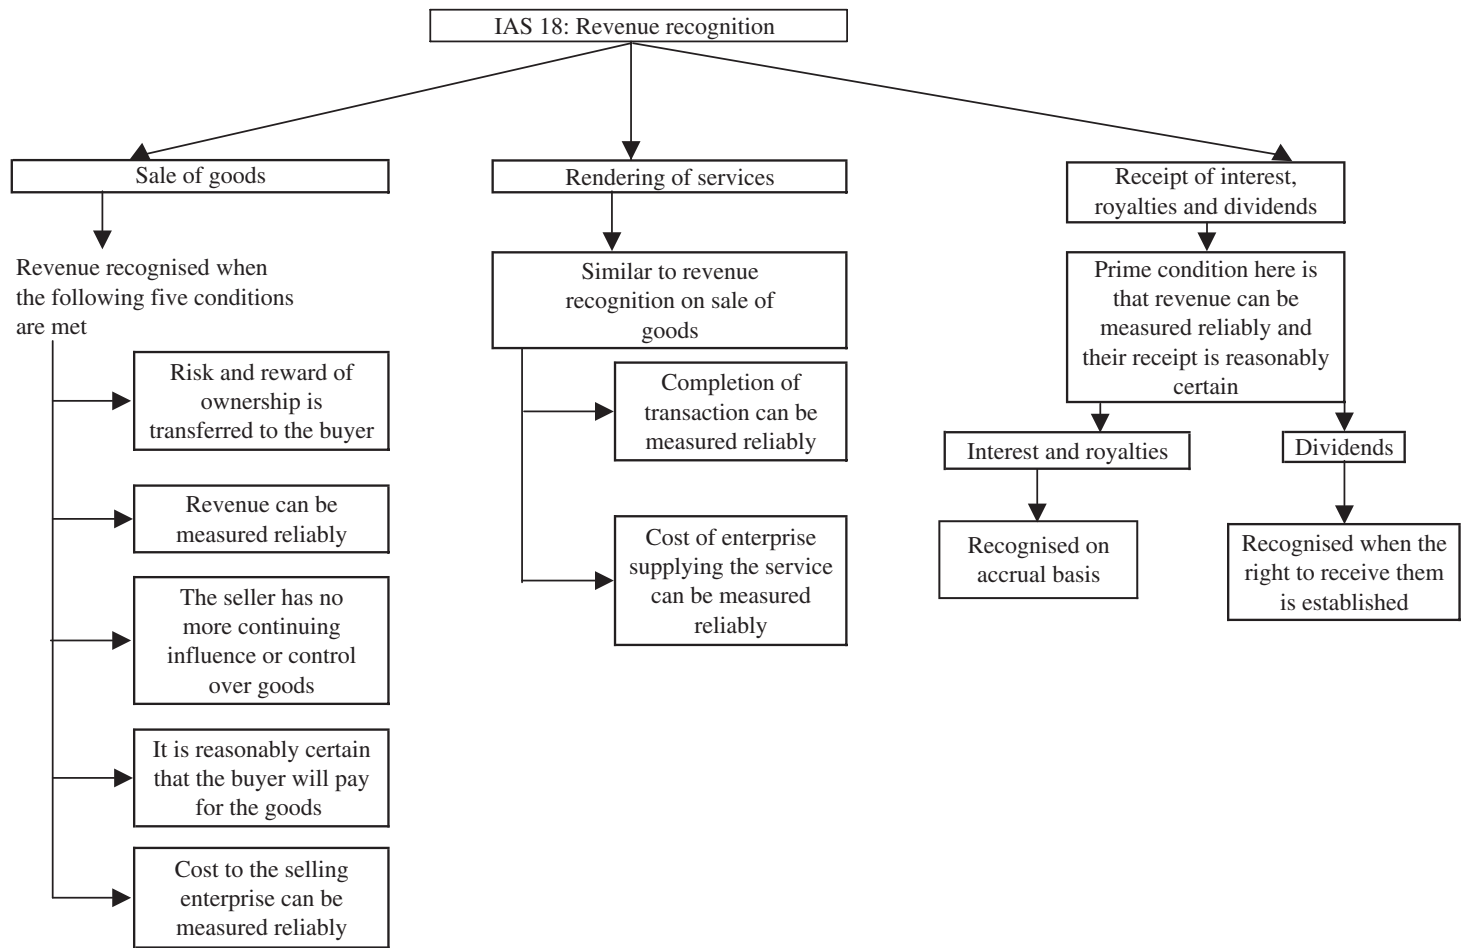 IAS 18: Revenue recognition
Sale of goods
Revenue recognised when
the following five conditions
are met
Risk and reward of
ownership is
transferred to the buyer
Revenue can be
measured reliably
The seller has no
more continuing
influence or control
over goods
It is reasonably certain
that the buyer will pay
for the goods
Cost to the selling
enterprise can be
measured reliably
Rendering of services
Similar to revenue
recognition on sale of
goods
Completion of
transaction can be
measured reliably
Cost of enterprise
supplying the service
can be measured
reliably
Receipt of interest,
royalties and dividends
Prime condition here is
that revenue can be
measured reliably and
their receipt is reasonably
certain
Interest and royalties
Recognised on
accrual basis
Dividends
Recognised when the
right to receive them
is established